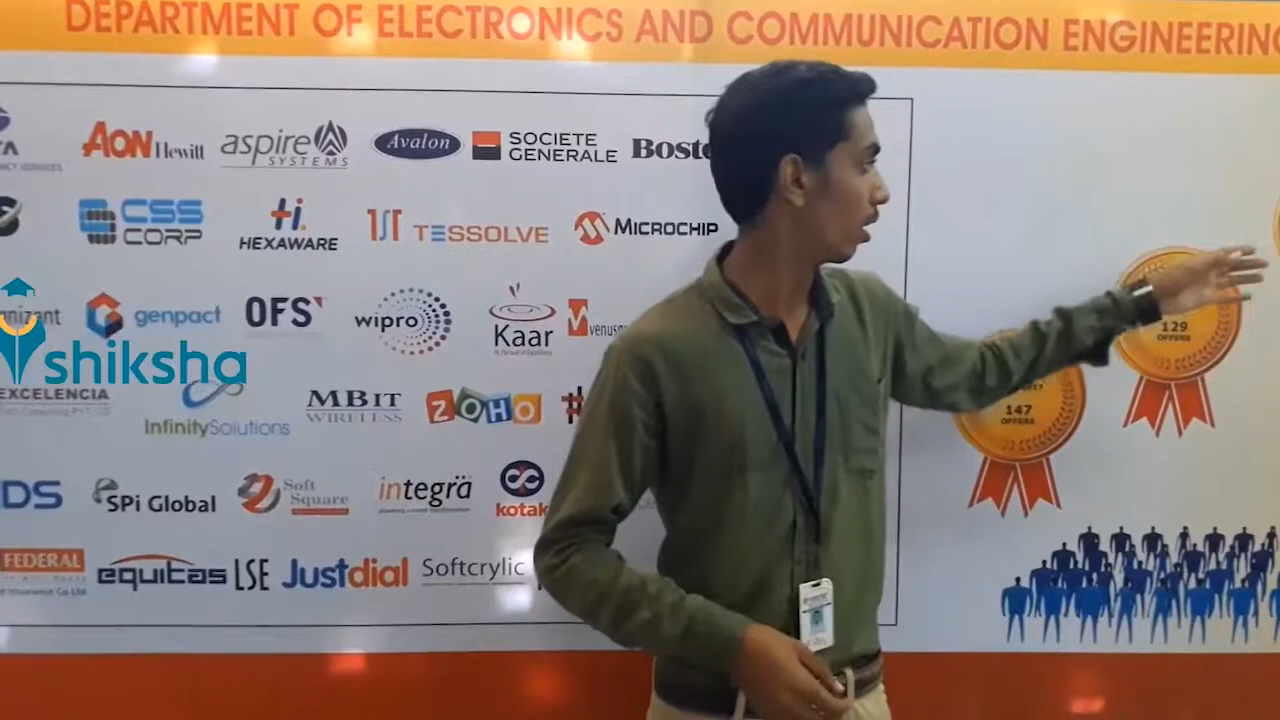 DEPARTMENT OF ELECTRONICS AND COMMUNICATION ENGINEERING
AON Hewitt
aspire SYSTEMS
Avalon
SOCIETE GENERALE
CSS CORP
Hi. HEXAWARE
TESSOLVE
MICROCHIP
genpact
OFS
wipro
Kaar
shiksha
EXCELENCIA
InfinitySolutions
MBIT WIRELESS
ZOHO
147 OFFERS
129 OFFERS
SPi Global
Soft Square
integrä
kotak
FEDERAL
equitas
LSE
Justdial
Softcrylic